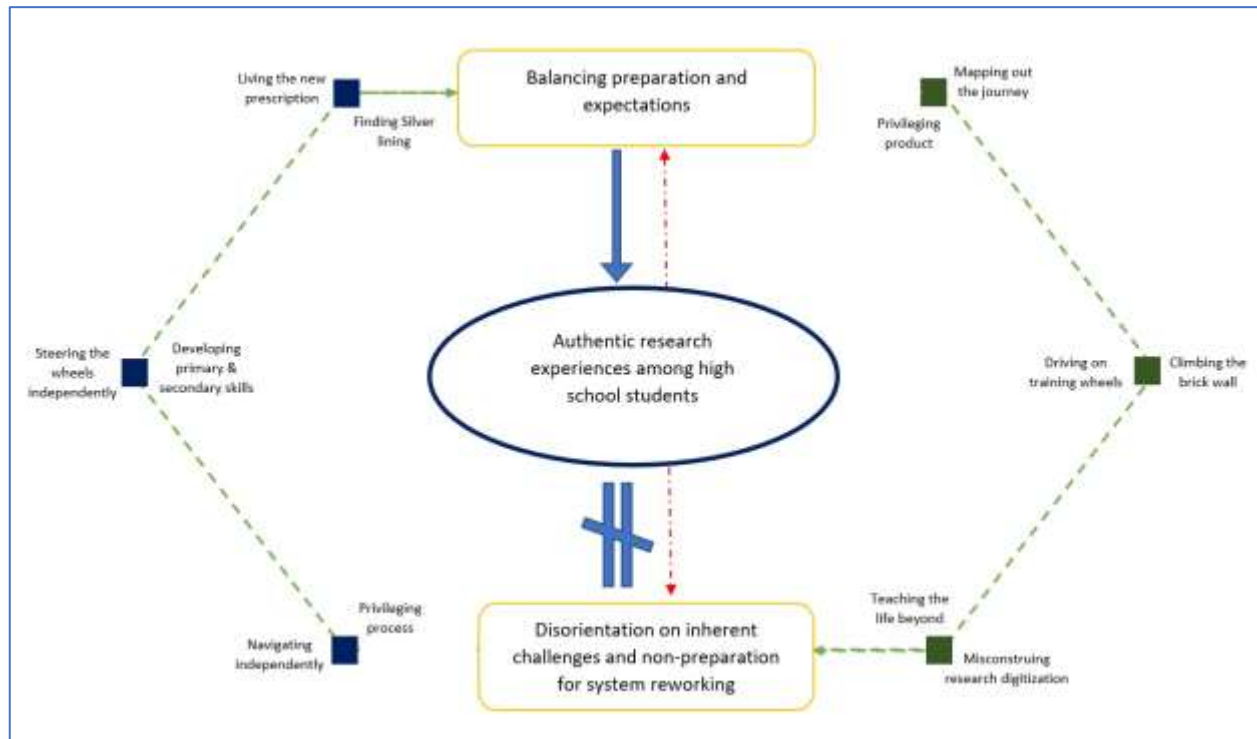 Living the new
prescription
Finding Silver
lining
Balancing preparation and
expectations
Mapping out
the journey
Privileging
product
Steering the
wheels
independently
Developing
primary &
secondary skills
Authentic research
experiences among high
school students
Driving on
training wheels
Climbing the
brick wall
Privileging
process
Navigating
independently
Disorientation on inherent
challenges and non-preparation
for system reworking
Teaching the
life beyond
Misconstruing
research digitization